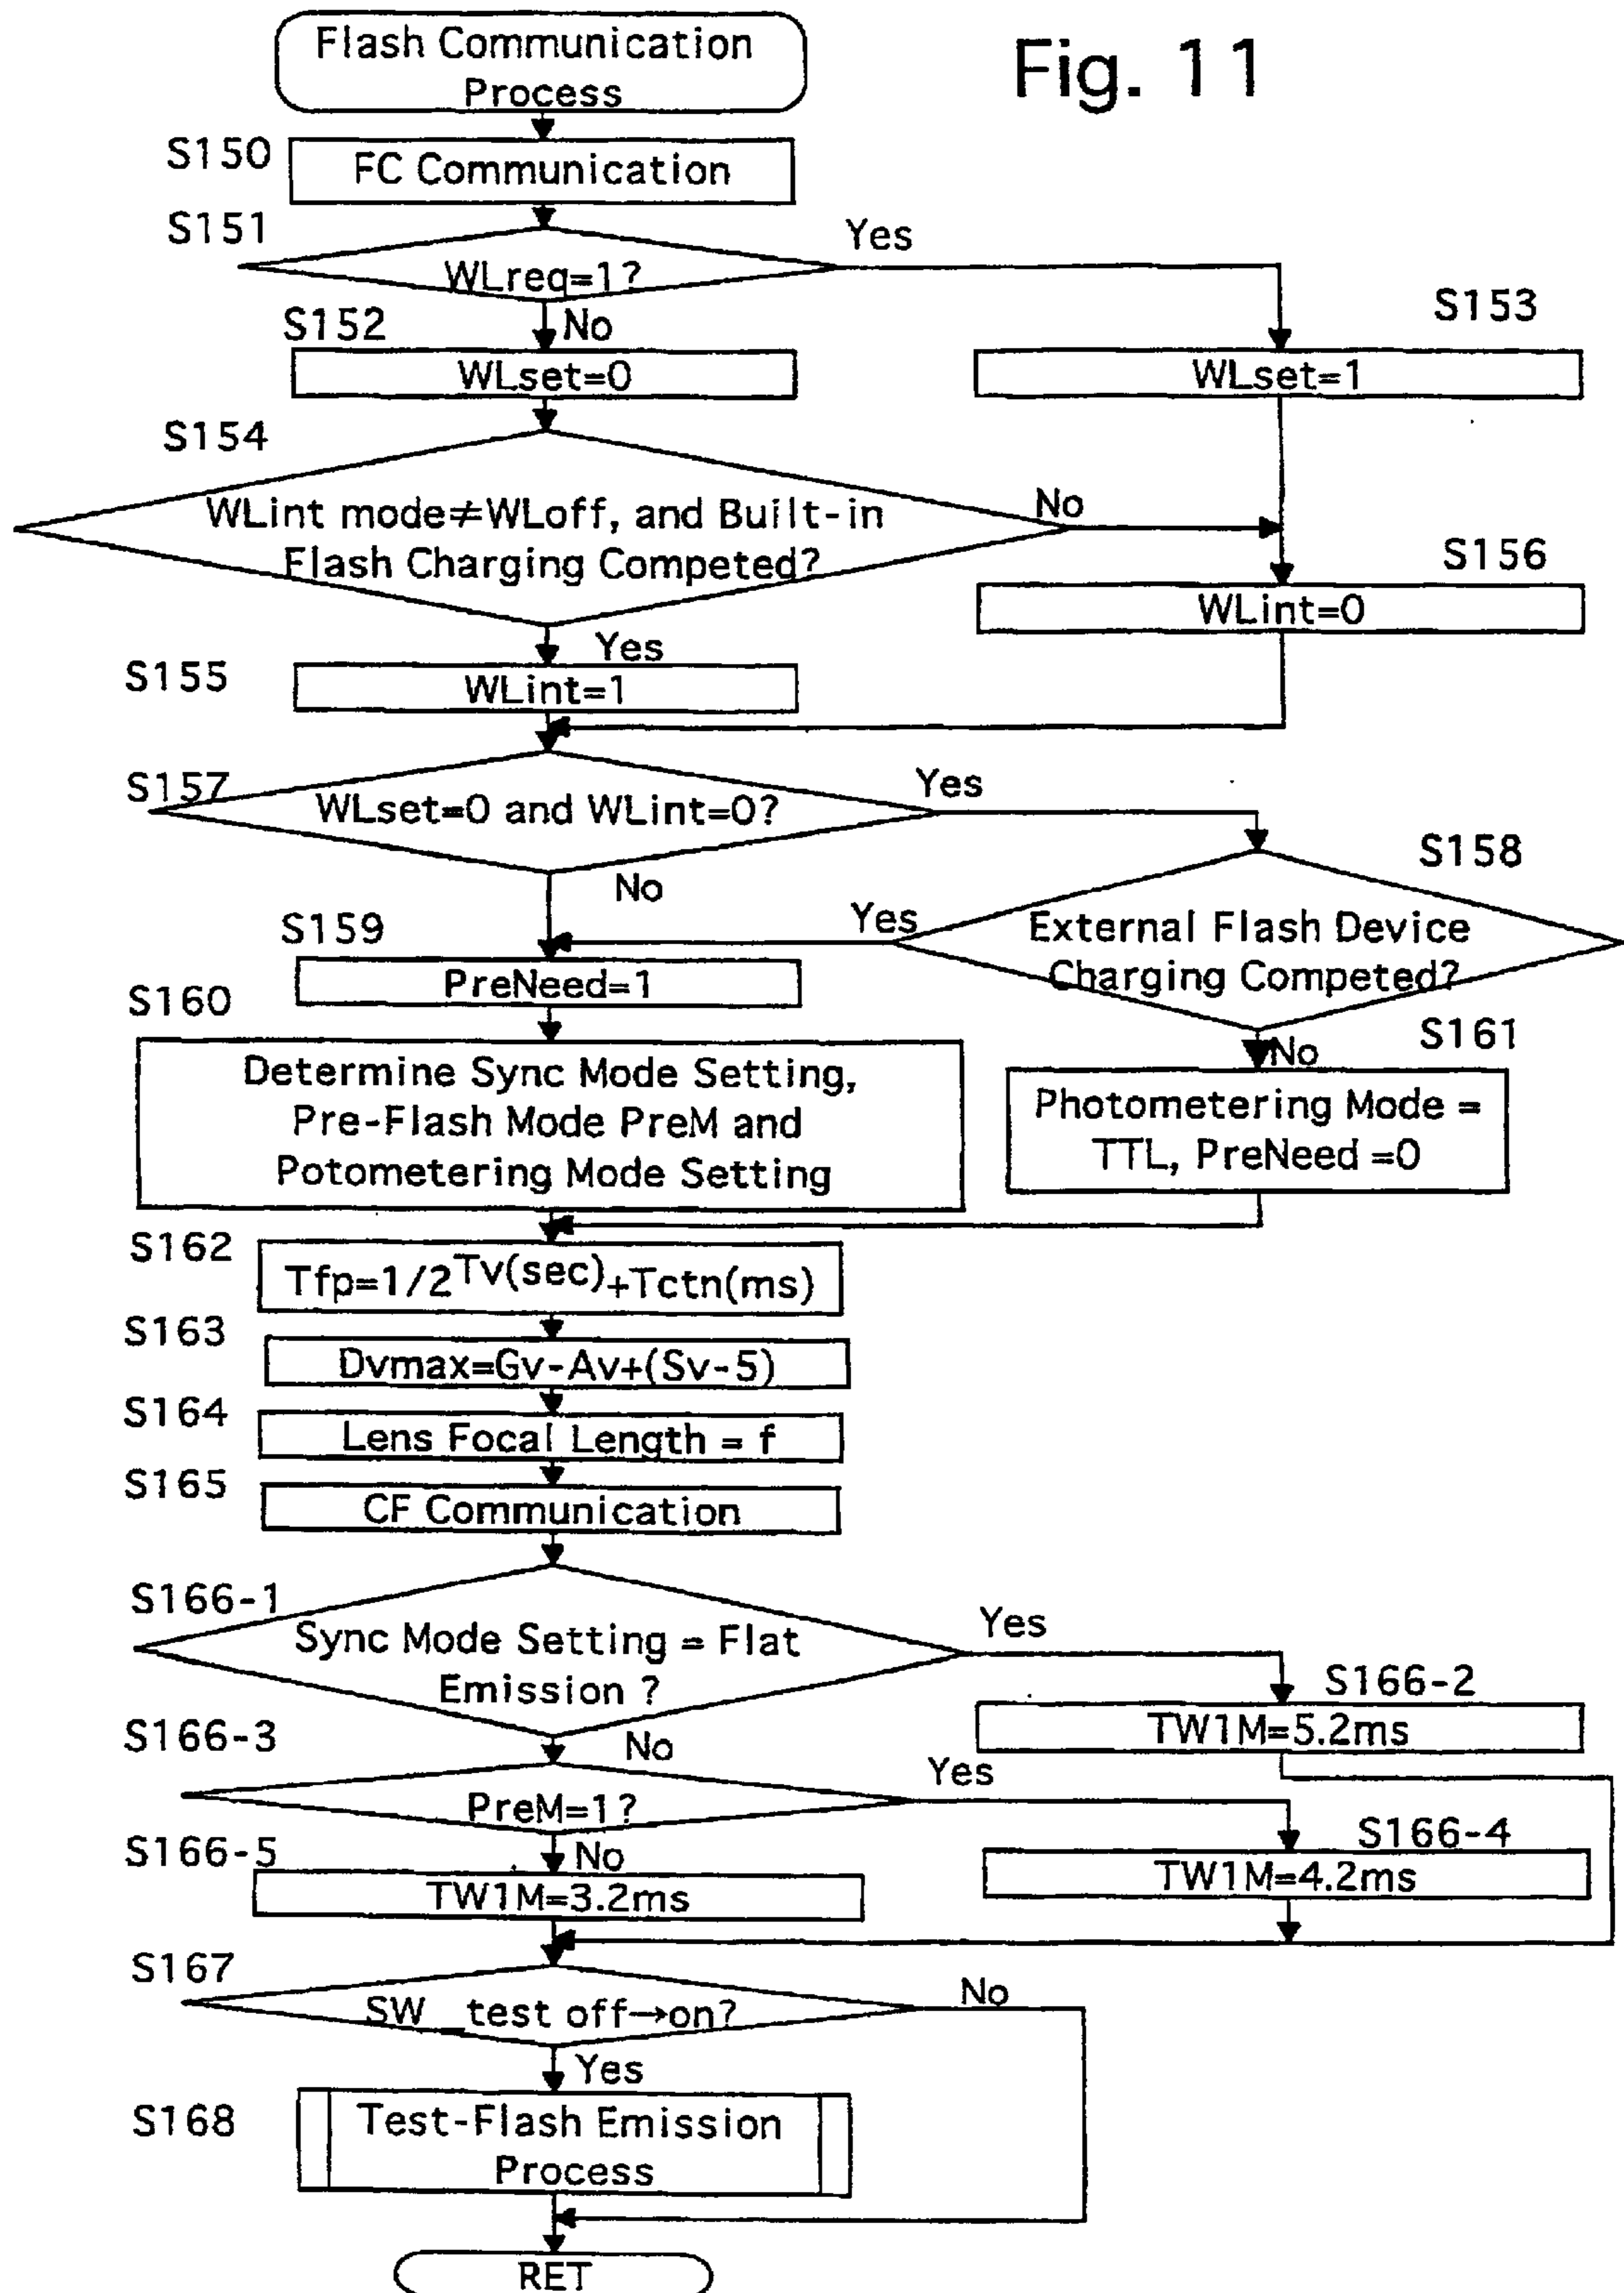 Fig. 11
Flash Communication
Process
S150
FC Communication
S151
WLreq=1?
Yes
No
S152
WLset=0
S153
WLset=1
S154
WLint mode≠WLoff, and Built-in
Flash Charging Competed?
No
Yes
S155
WLint=1
S156
WLint=0
S157
WLset=0 and WLint=0?
Yes
No
S158
External Flash Device
Charging Competed?
Yes
No
S159
PreNeed=1
S160
Determine Sync Mode Setting,
Pre-Flash Mode PreM and
Potometering Mode Setting
S161
Photometering Mode =
TTL, PreNeed =0
S162
Tfp=1/2^Tv(sec)+Tctn(ms)
S163
Dvmax=Gv-Av+(Sv-5)
S164
Lens Focal Length = f
S165
CF Communication
S166-1
Sync Mode Setting = Flat
Emission ?
Yes
No
S166-2
TW1M=5.2ms
S166-3
PreM=1?
Yes
No
S166-4
TW1M=4.2ms
S166-5
TW1M=3.2ms
S167
SW_test off→on?
No
Yes
S168
Test-Flash Emission
Process
RET